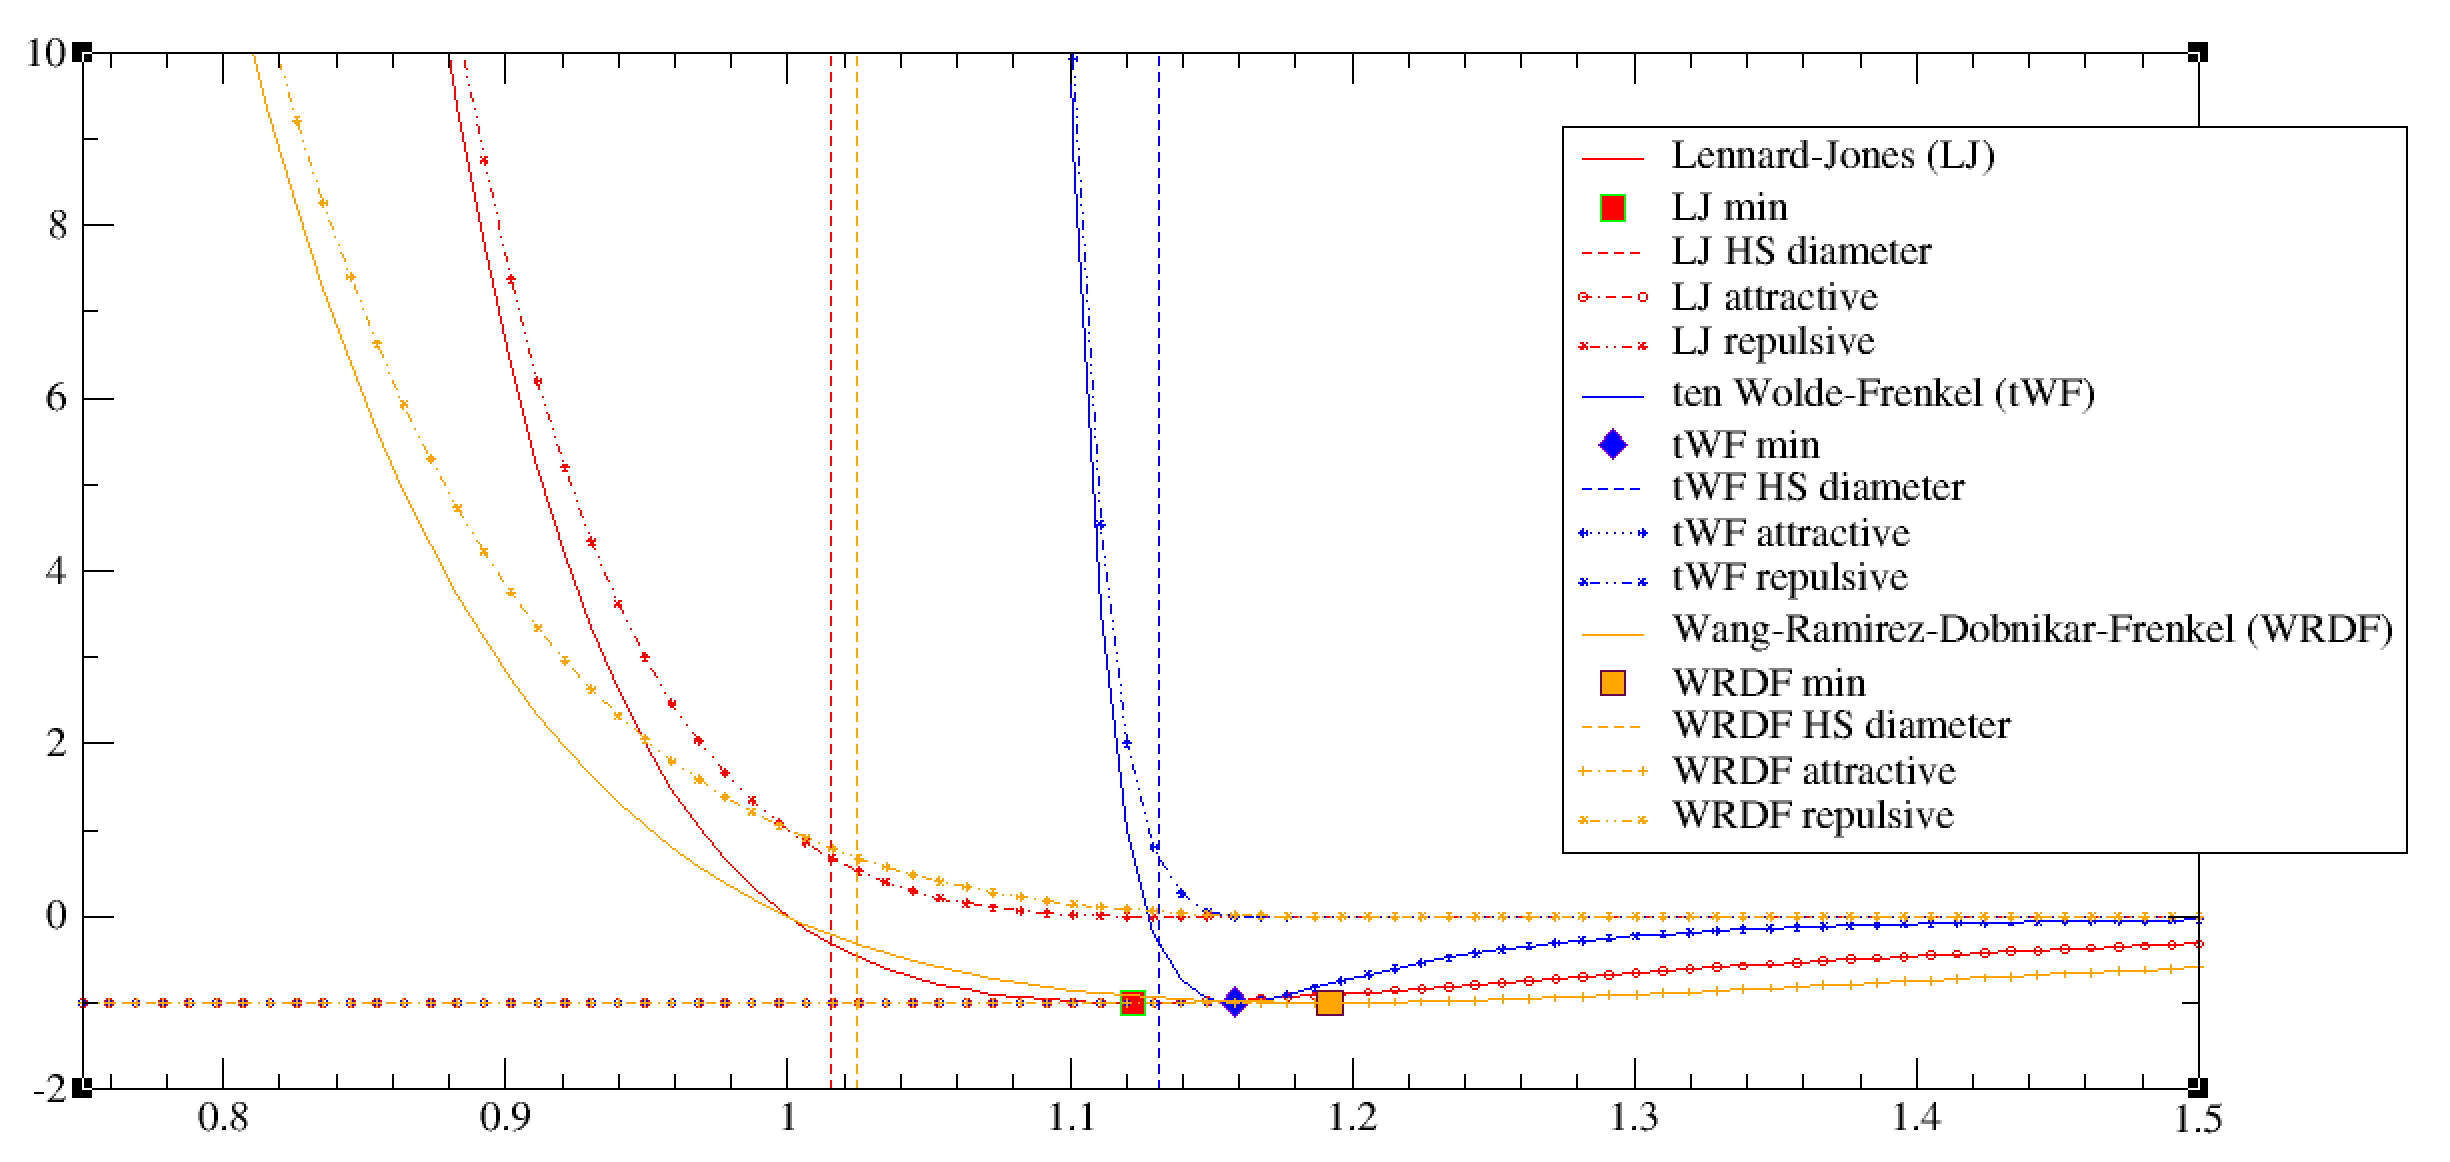 10
8
6
4
2
0
-2
0.8
0.9
1
1.1
1.2
1.3
1.4
1.5
Lennard-Jones (LJ)
LJ min
LJ HS diameter
LJ attractive
LJ repulsive
ten Wolde-Frenkel (tWF)
tWF min
tWF HS diameter
tWF attractive
tWF repulsive
Wang-Ramirez-Dobnikar-Frenkel (WRDF)
WRDF min
WRDF HS diameter
WRDF attractive
WRDF repulsive